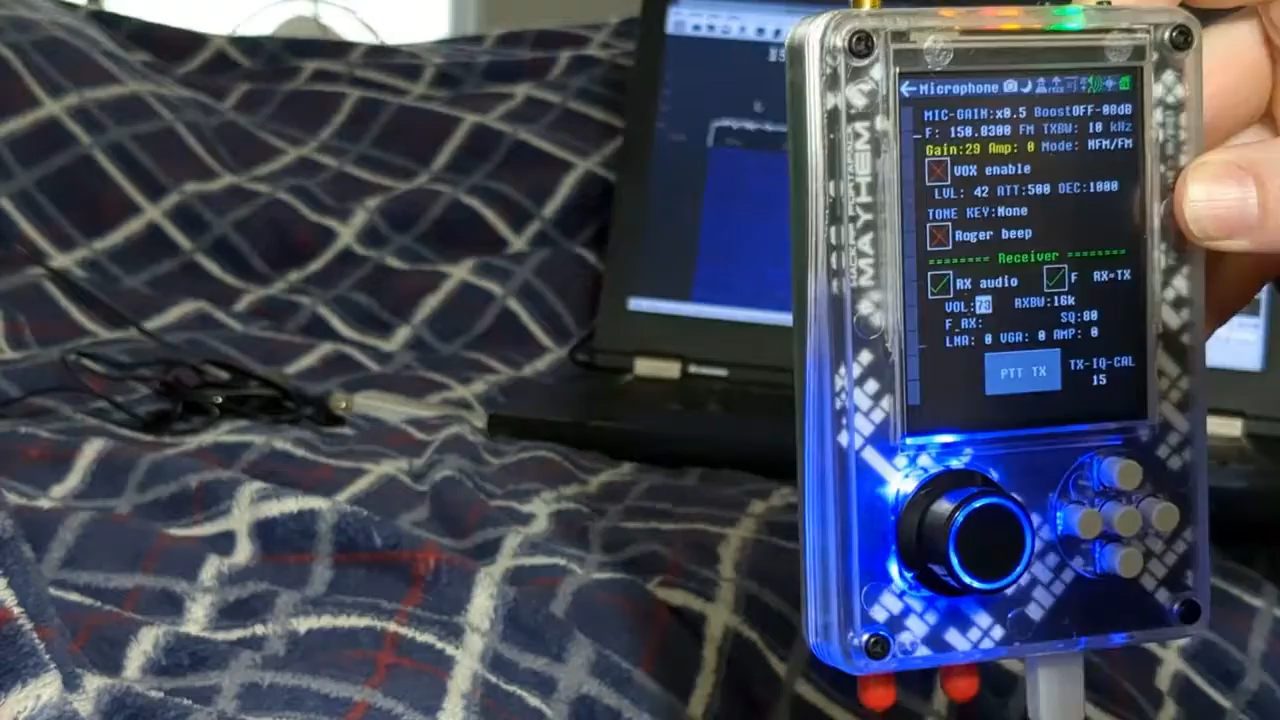 Microphone
MIC-GAIN:x0.5 BoostOFF-08dB
F: 150.0300 FM TXBW: 10 kHz
Gain:29 Amp: 0 Mode: NFM/FM
VOX enable
LVL: 42 ATT:500 DEC:1000
TONE KEY:None
Roger beep
======== Receiver ========
RX audio F RX=TX
VOL:73 RXBW:16k
F_RX: SQ:80
LNA: 0 VGA: 0 AMP: 0
PTT TX
TX-IQ-CAL
15
MAYHEM